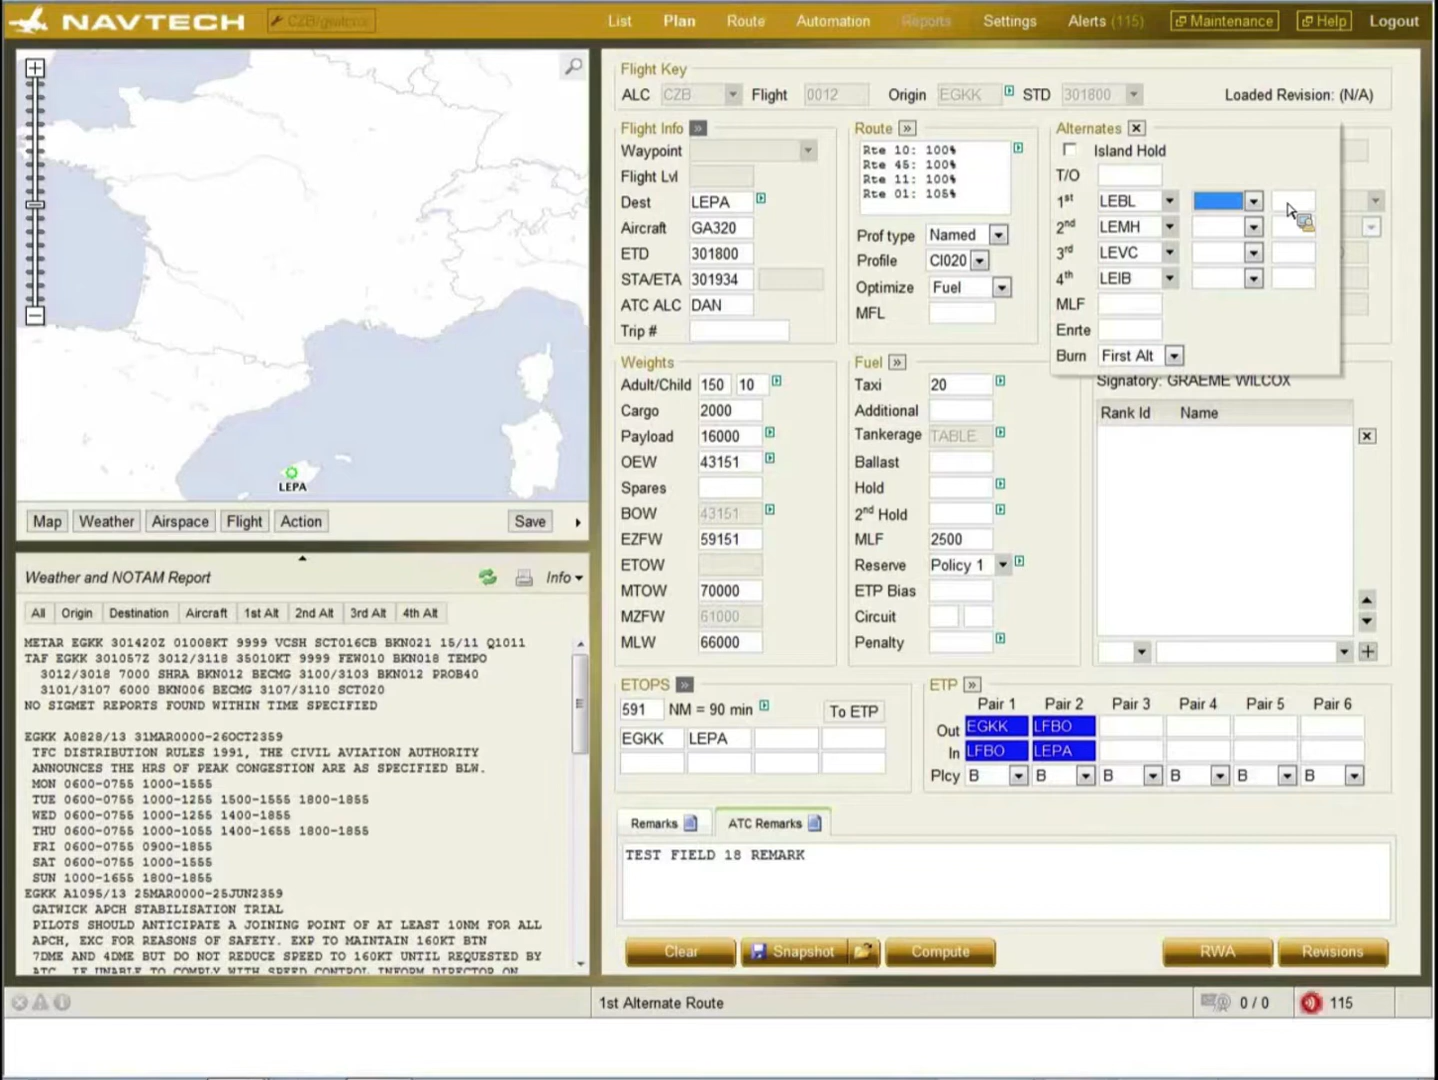 NAVTECH
List Plan Route Automation Reports Settings Alerts (115) Maintenance Help Logout
Flight Key
ALC CZB Flight 0012 Origin EGKK STD 301800 Loaded Revision: (N/A)
Flight Info »
Waypoint
Flight Lvl
Dest LEPA
Aircraft GA320
ETD 301800
STA/ETA 301934
ATC ALC DAN
Trip #
Route »
Rte 10: 100%
Rte 45: 100%
Rte 11: 100%
Rte 01: 105%
Prof type Named
Profile CI020
Optimize Fuel
MFL
Alternates
Island Hold
T/O
1st LEBL
2nd LEMH
3rd LEVC
4th LEIB
MLF
Enrte
Burn First Alt
Weights
Adult/Child 150 10
Cargo 2000
Payload 16000
OEW 43151
Spares
BOW 43151
EZFW 59151
ETOW
MTOW 70000
MZFW 61000
MLW 66000
Fuel »
Taxi 20
Additional
Tankerage TABLE
Ballast
Hold
2nd Hold
MLF 2500
Reserve Policy 1
ETP Bias
Circuit
Penalty
Signatory: GRAEME WILCOX
Rank Id Name
ETOPS »
591 NM = 90 min To ETP
EGKK LEPA
ETP »
Pair 1 Pair 2 Pair 3 Pair 4 Pair 5 Pair 6
Out EGKK LFBO
In LFBO LEPA
Plcy B B B B B B
Remarks ATC Remarks
TEST FIELD 18 REMARK
Clear Snapshot Compute RWA Revisions
LEPA
Map Weather Airspace Flight Action Save
Weather and NOTAM Report Info
All Origin Destination Aircraft 1st Alt 2nd Alt 3rd Alt 4th Alt
METAR EGKK 301420Z 01008KT 9999 VCSH SCT016CB BKN021 15/11 Q1011
TAF EGKK 301057Z 3012/3118 35010KT 9999 FEW010 BKN018 TEMPO
3012/3018 7000 SHRA BKN012 BECMG 3100/3103 BKN012 PROB40
3101/3107 6000 BKN006 BECMG 3107/3110 SCT020
NO SIGMET REPORTS FOUND WITHIN TIME SPECIFIED
EGKK A0828/13 31MAR0000-26OCT2359
TFC DISTRIBUTION RULES 1991, THE CIVIL AVIATION AUTHORITY
ANNOUNCES THE HRS OF PEAK CONGESTION ARE AS SPECIFIED BLW.
MON 0600-0755 1000-1555
TUE 0600-0755 1000-1255 1500-1555 1800-1855
WED 0600-0755 1000-1255 1400-1855
THU 0600-0755 1000-1055 1400-1655 1800-1855
FRI 0600-0755 0900-1855
SAT 0600-0755 1000-1555
SUN 1000-1655 1800-1855
EGKK A1095/13 25MAR0000-25JUN2359
GATWICK APCH STABILISATION TRIAL
PILOTS SHOULD ANTICIPATE A JOINING POINT OF AT LEAST 10NM FOR ALL
APCH, EXC FOR REASONS OF SAFETY. EXP TO MAINTAIN 160KT BTN
7DME AND 4DME BUT DO NOT REDUCE SPEED TO 160KT UNTIL REQUESTED BY
ATC. IF UNABLE TO COMPLY WITH SPEED CONTROL INFORM DIRECTOR ON
1st Alternate Route 0 / 0 115